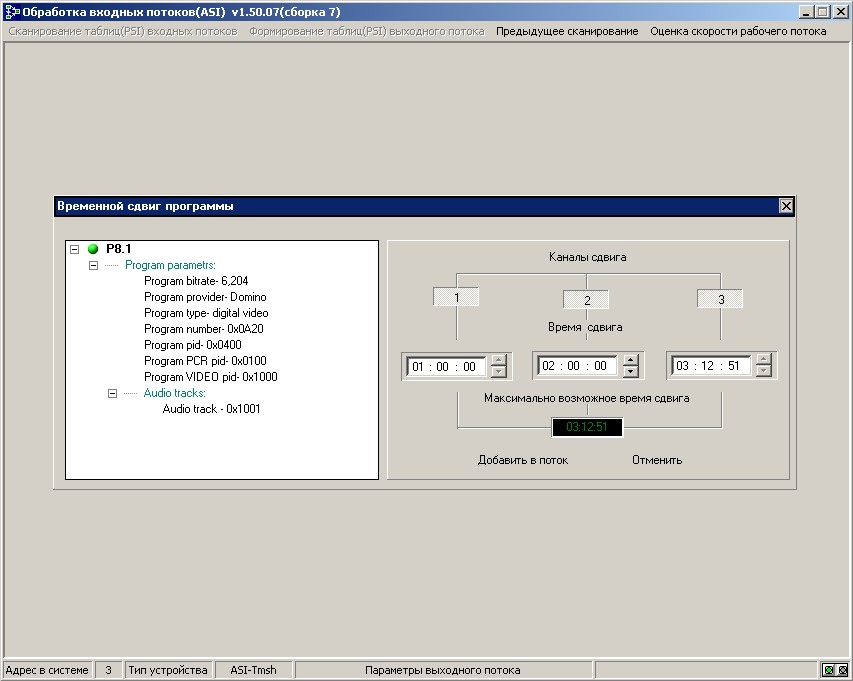 Обработка входных потоков(ASI) v1.50.07(сборка 7)
Сканирование таблиц(PSI) входных потоков Формирование таблиц(PSI) выходного потока Предыдущее сканирование Оценка скорости рабочего потока
Временной сдвиг программы
P8.1
Program parametrs:
Program bitrate- 6,204
Program provider- Domino
Program type- digital video
Program number- 0x0A20
Program pid- 0x0400
Program PCR pid- 0x0100
Program VIDEO pid- 0x1000
Audio tracks:
Audio track - 0x1001
Каналы сдвига
1 2 3
Время сдвига
01 : 00 : 00 02 : 00 : 00 03 : 12 : 51
Максимально возможное время сдвига
03:12:51
Добавить в поток Отменить
Адрес в системе 3 Тип устройства ASI-Tmsh Параметры выходного потока